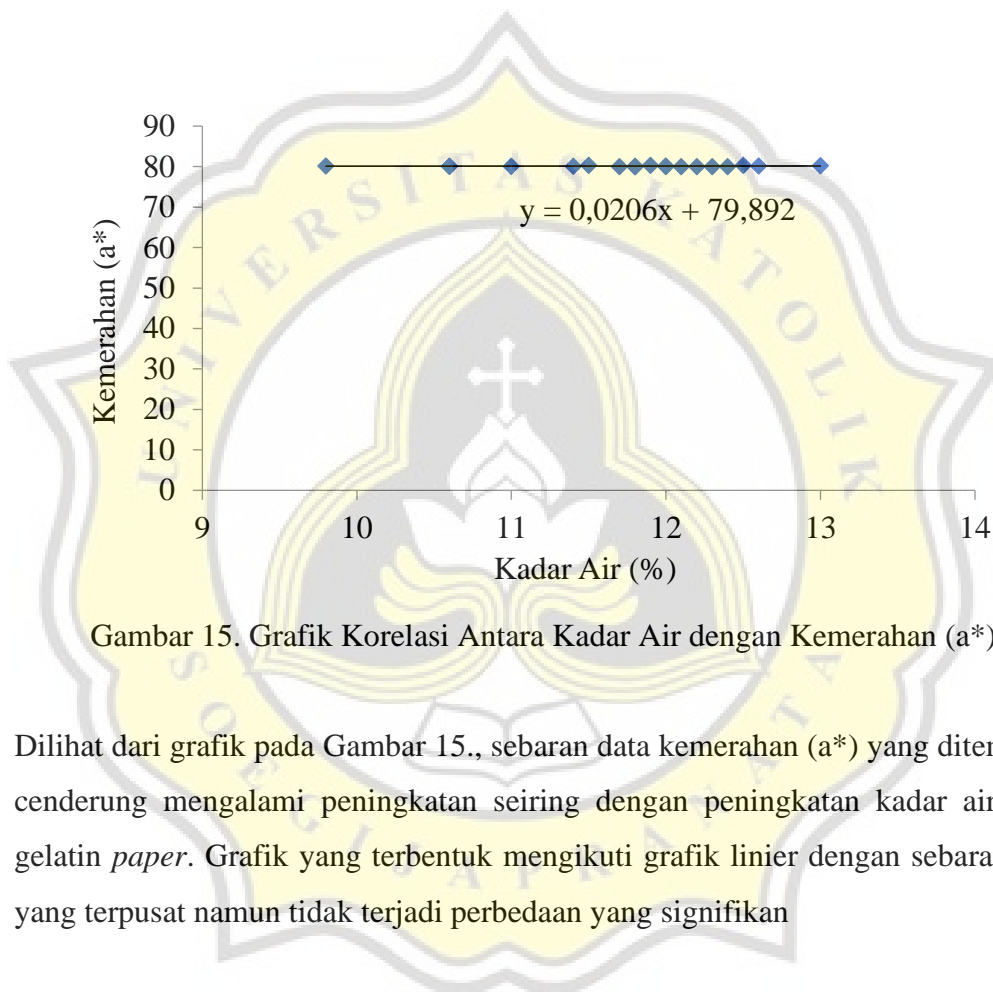 90
80
70
60
50
40
30
20
10
0
Kemerahan (a*)
y = 0,0206x + 79,892
9 10 11 12 13 14
Kadar Air (%)
Gambar 15. Grafik Korelasi Antara Kadar Air dengan Kemerahan (a*)
Dilihat dari grafik pada Gambar 15., sebaran data kemerahan (a*) yang diter
cenderung mengalami peningkatan seiring dengan peningkatan kadar air
gelatin paper. Grafik yang terbentuk mengikuti grafik linier dengan sebara
yang terpusat namun tidak terjadi perbedaan yang signifikan
UNIVERSITAS KATOLIK
SOEGIJAPRANATA